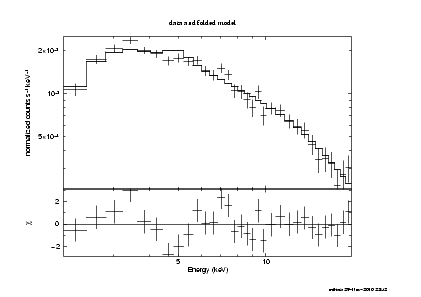 data and folded model
normalized counts s⁻¹ keV⁻¹
2×10⁻³
10⁻³
5×10⁻⁴
χ
2
0
−2
5
10
Energy (keV)